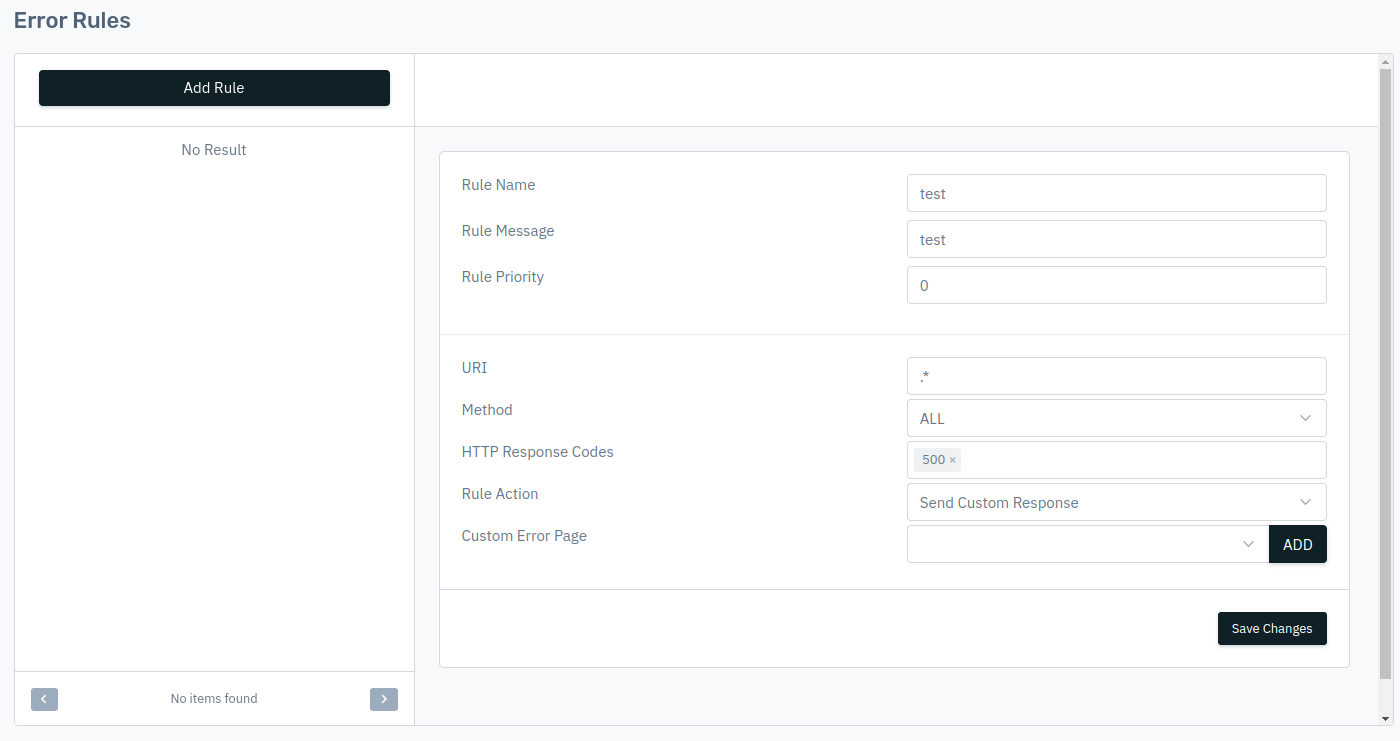 Error Rules
Add Rule
No Result
Rule Name
test
Rule Message
test
Rule Priority
0
URI
.*
Method
ALL
HTTP Response Codes
500 ×
Rule Action
Send Custom Response
Custom Error Page
ADD
Save Changes
No items found